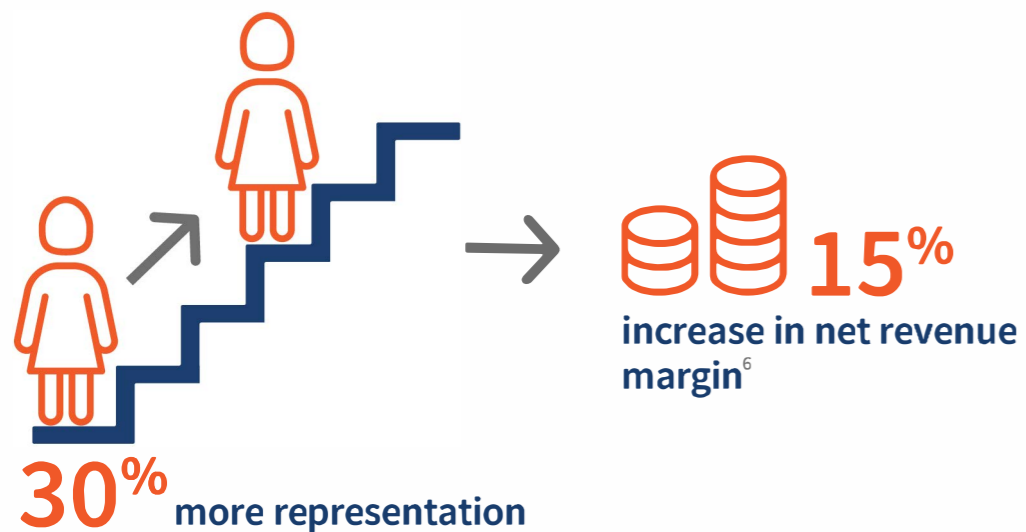 30% more representation
15%
increase in net revenue
margin6